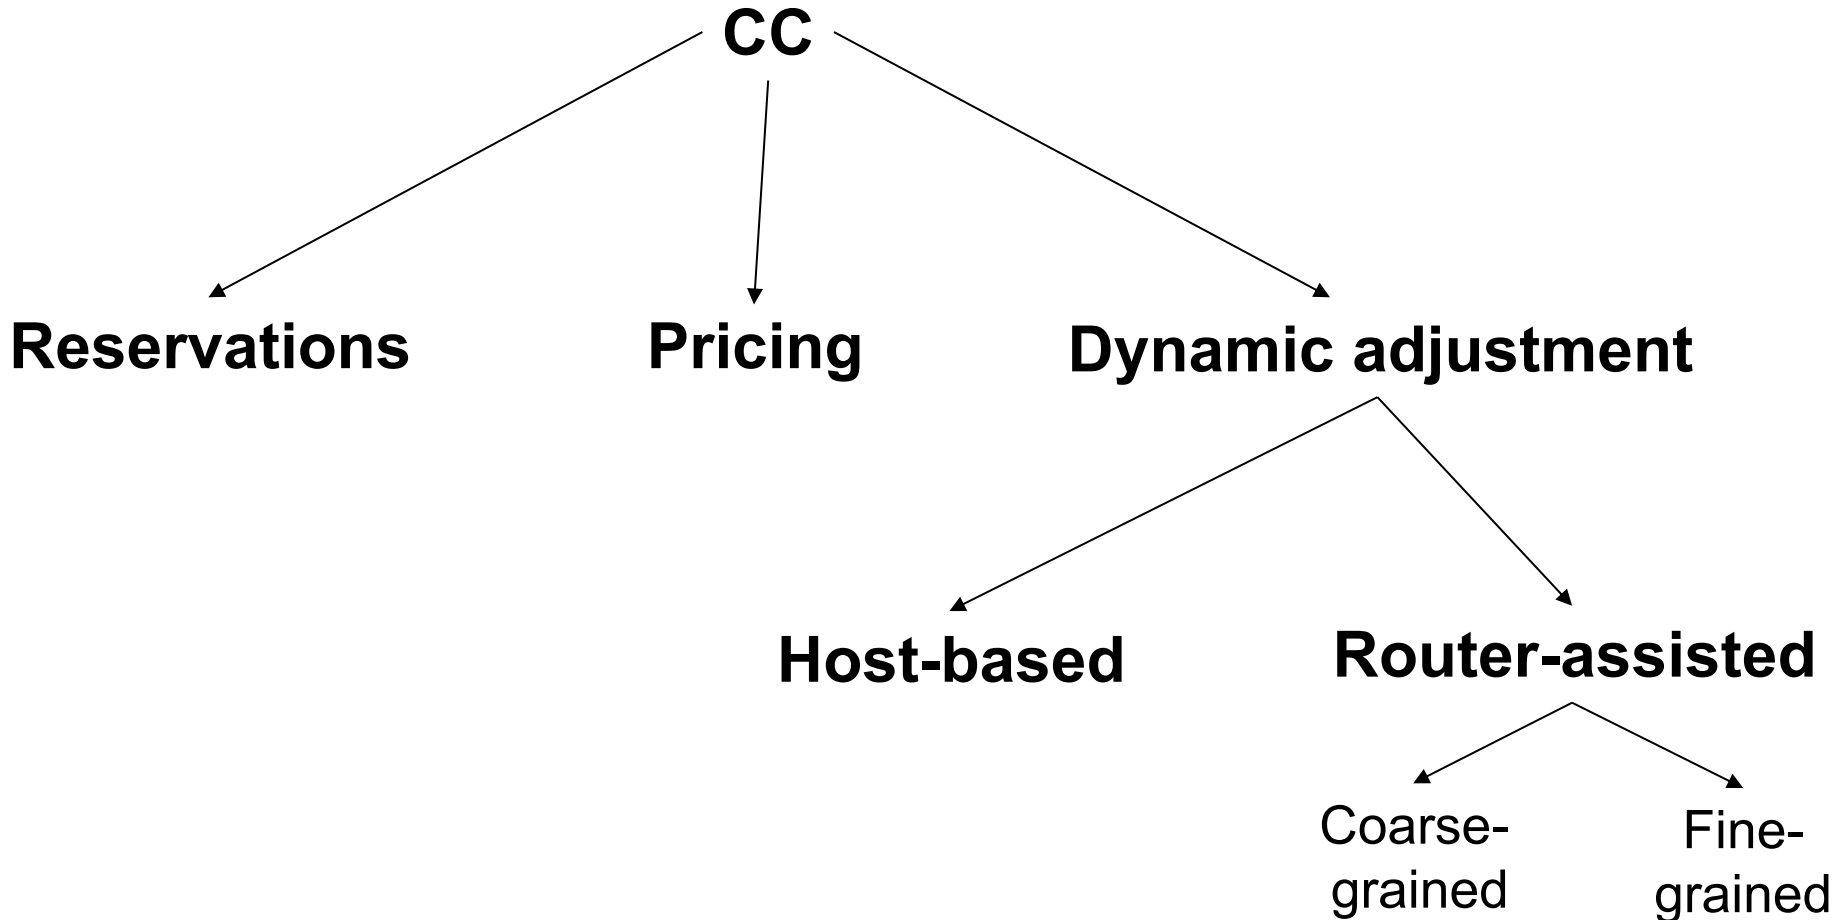 CC
Reservations
Pricing
Dynamic adjustment
Host-based
Router-assisted
Coarse-
grained
Fine-
grained